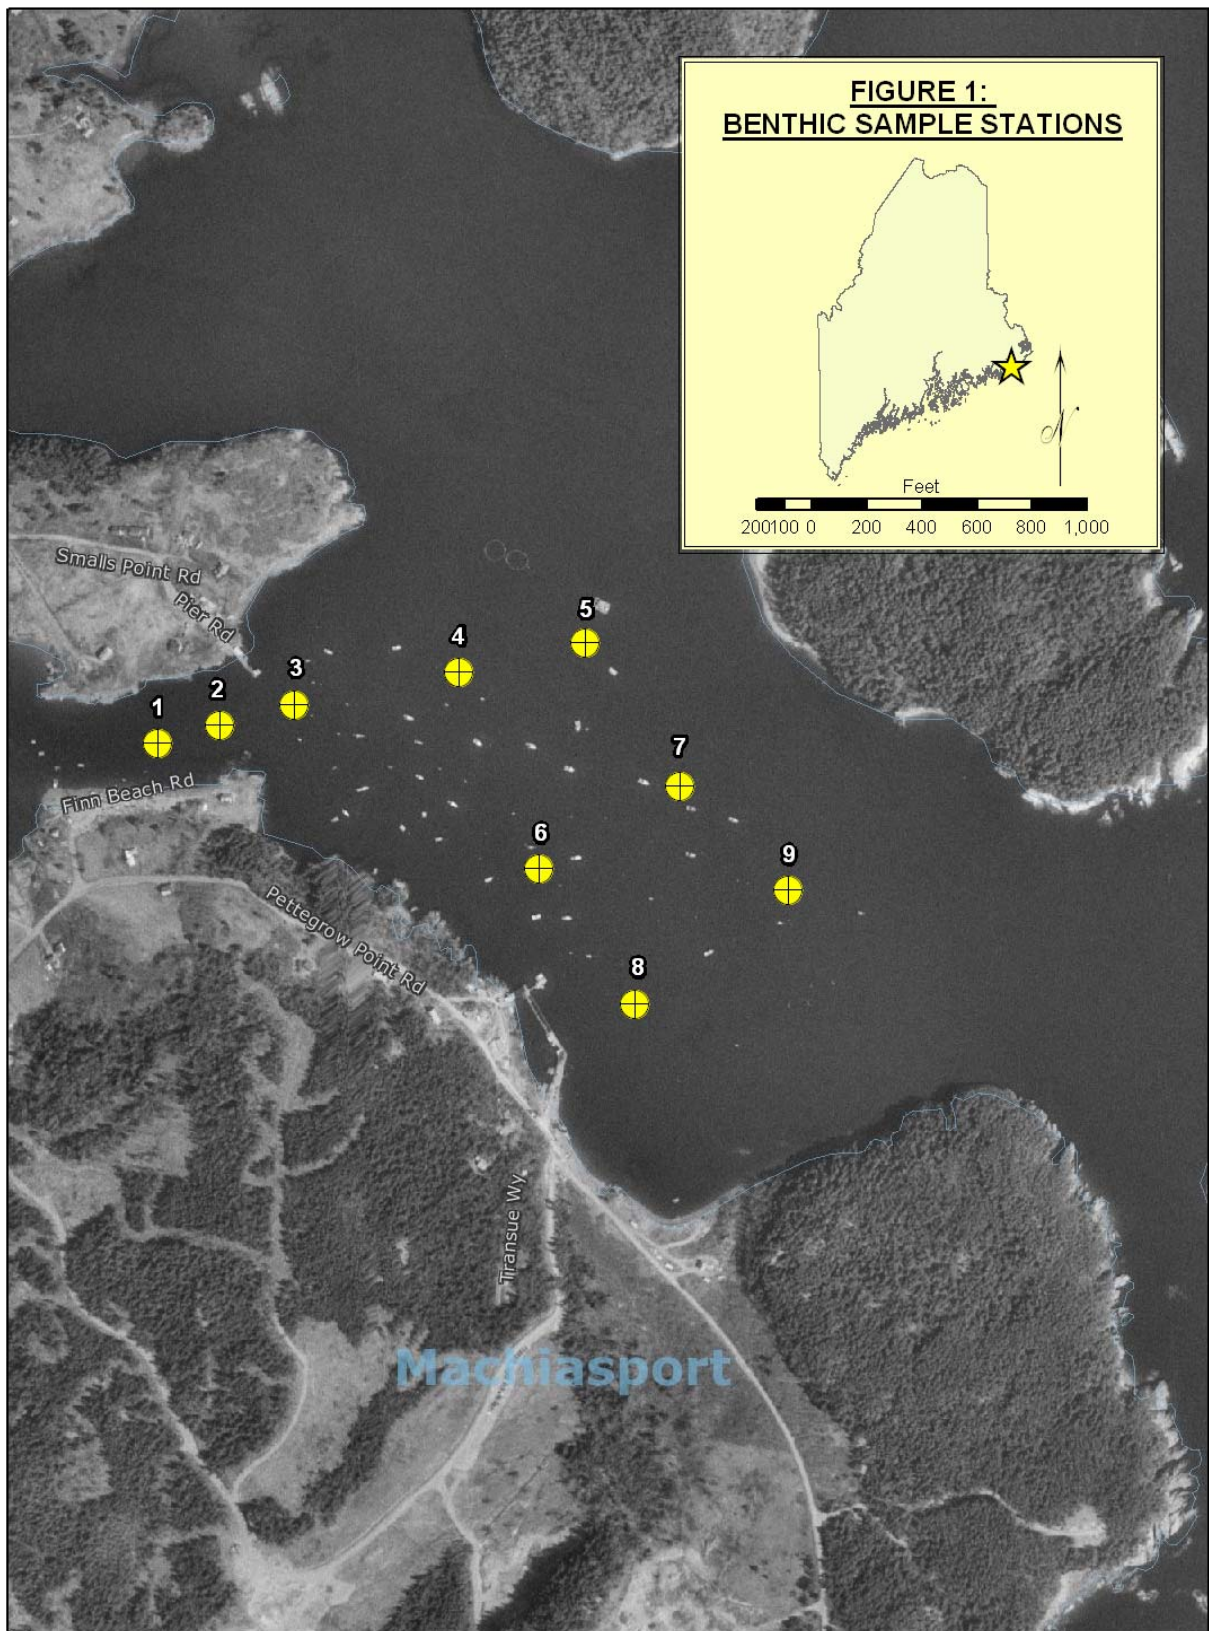 FIGURE 1:
BENTHIC SAMPLE STATIONS
N
Feet
200100 0 200 400 600 800 1,000
Smalls Point Rd
Pier Rd
5
4
3
2
1
7
Finn Beach Rd
6
9
Pettegrow Point Rd
8
Transue Wy
Machiasport